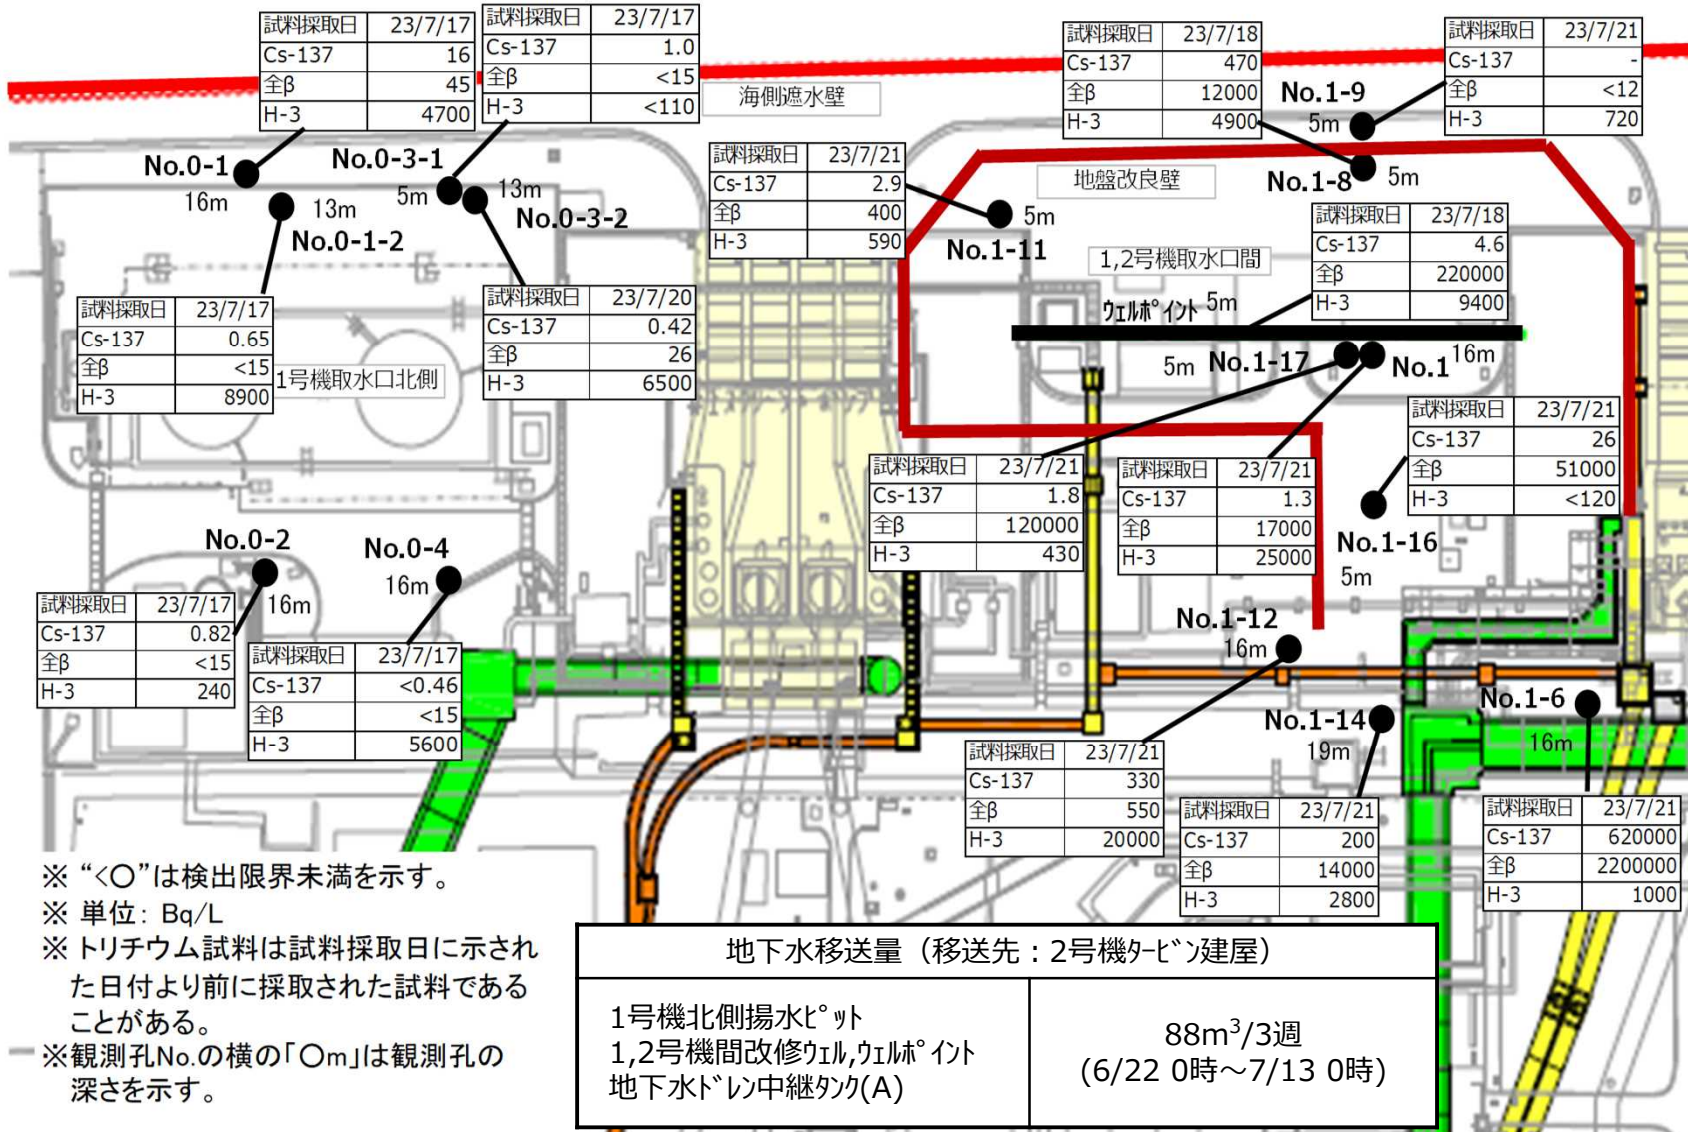 試料採取日 23/7/17
Cs-137 16
全β 45
H-3 4700
試料採取日 23/7/17
Cs-137 1.0
全β <15
H-3 <110
海側遮水壁
試料採取日 23/7/18
Cs-137 470
全β 12000
H-3 4900
試料採取日 23/7/21
Cs-137 -
全β <12
H-3 720
No.1-9
5m
No.0-1
16m
No.0-3-1
5m
13m
No.0-3-2
13m
No.0-1-2
試料採取日 23/7/21
Cs-137 2.9
全β 400
H-3 590
5m
No.1-11
地盤改良壁
No.1-8
5m
試料採取日 23/7/18
Cs-137 4.6
全β 220000
H-3 9400
1,2号機取水口間
ウェルポイント 5m
試料採取日 23/7/17
Cs-137 0.65
全β <15
H-3 8900
1号機取水口北側
試料採取日 23/7/20
Cs-137 0.42
全β 26
H-3 6500
5m No.1-17
No.1 16m
試料採取日 23/7/21
Cs-137 26
全β 51000
H-3 <120
試料採取日 23/7/21
Cs-137 1.8
全β 120000
H-3 430
試料採取日 23/7/21
Cs-137 1.3
全β 17000
H-3 25000
No.1-16
5m
No.0-2
16m
No.0-4
16m
試料採取日 23/7/17
Cs-137 0.82
全β <15
H-3 240
試料採取日 23/7/17
Cs-137 <0.46
全β <15
H-3 5600
No.1-12
16m
No.1-14
19m
No.1-6
16m
試料採取日 23/7/21
Cs-137 330
全β 550
H-3 20000
試料採取日 23/7/21
Cs-137 200
全β 14000
H-3 2800
試料採取日 23/7/21
Cs-137 620000
全β 2200000
H-3 1000
※ “<〇”は検出限界未満を示す。
※ 単位: Bq/L
※ トリチウム試料は試料採取日に示され
た日付より前に採取された試料である
ことがある。
※観測孔No.の横の「〇m」は観測孔の
深さを示す。
地下水移送量（移送先：2号機タービン建屋）
1号機北側揚水ピット
1,2号機間改修ウェル,ウェルポイント
地下水ドレン中継タンク(A)
88m³/3週
(6/22 0時～7/13 0時)